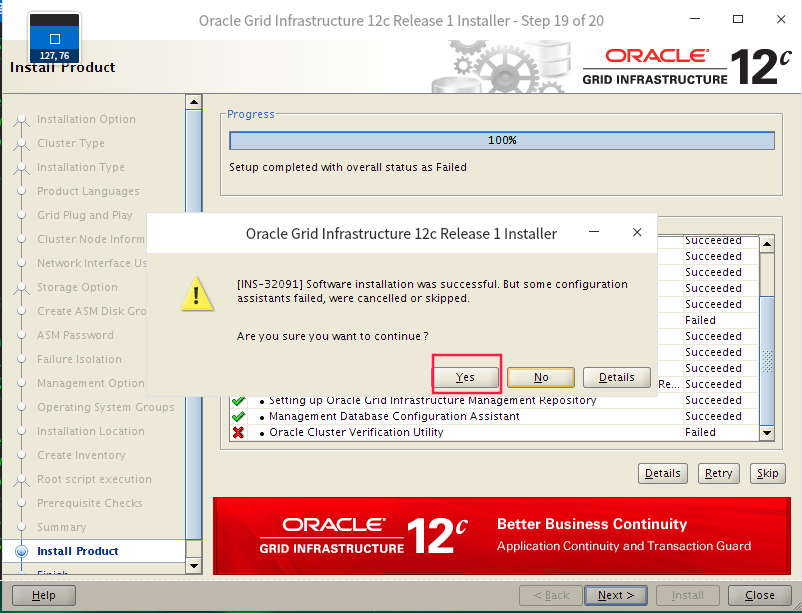 Oracle Grid Infrastructure 12c Release 1 Installer - Step 19 of 20
127, 76
Install Product
ORACLE®
GRID INFRASTRUCTURE 12c
Installation Option
Cluster Type
Installation Type
Product Languages
Grid Plug and Play
Cluster Node Inform
Network Interface Us
Storage Option
Create ASM Disk Gro
ASM Password
Failure Isolation
Management Option
Operating System Groups
Installation Location
Create Inventory
Root script execution
Prerequisite Checks
Summary
Install Product
Progress
100%
Setup completed with overall status as Failed
Succeeded
Succeeded
Succeeded
Succeeded
Succeeded
Failed
Succeeded
Succeeded
Succeeded
Re... Succeeded
Oracle Grid Infrastructure 12c Release 1 Installer
[INS-32091] Software installation was successful. But some configuration
assistants failed, were cancelled or skipped.
Are you sure you want to continue?
Yes
No
Details
• Setting up Oracle Grid Infrastructure Management Repository Succeeded
• Management Database Configuration Assistant Succeeded
• Oracle Cluster Verification Utility Failed
Details
Retry
Skip
ORACLE®
GRID INFRASTRUCTURE 12c
Better Business Continuity
Application Continuity and Transaction Guard
Help
< Back
Next >
Install
Close